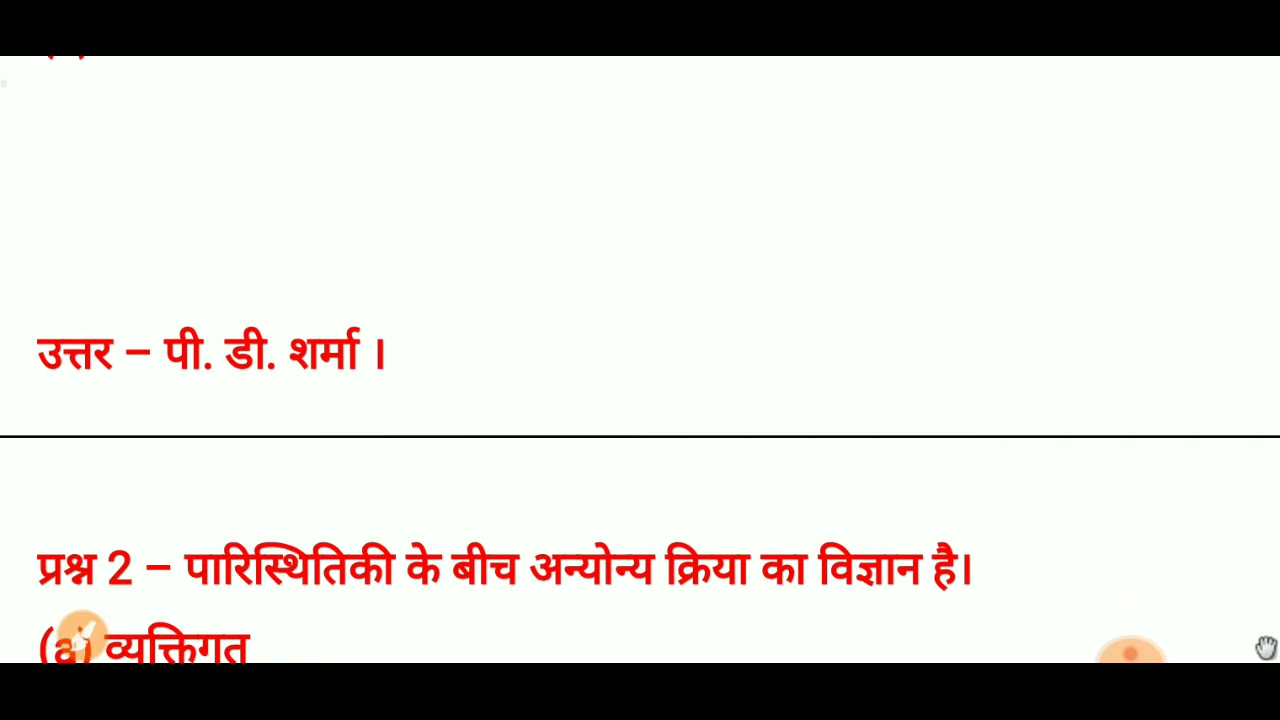 उत्तर – पी. डी. शर्मा ।
प्रश्न 2 – पारिस्थितिकी के बीच अन्योन्य क्रिया का विज्ञान है।
(a) व्यक्तिगत